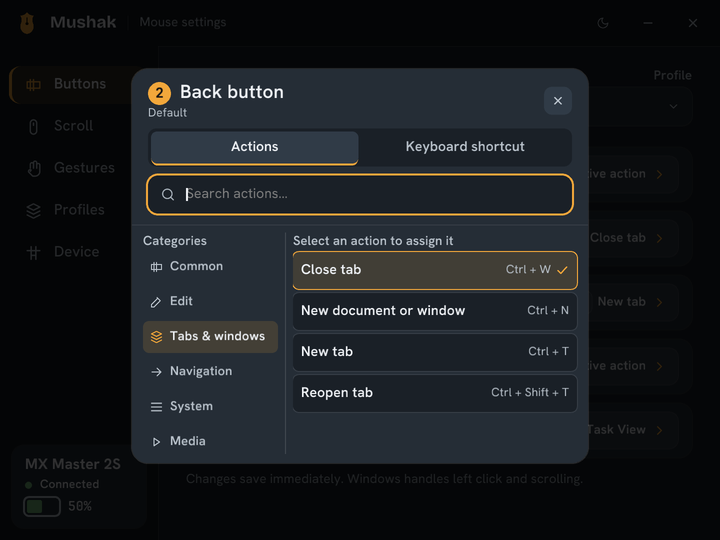 Mushak
Mouse settings
Buttons
Scroll
Gestures
Profiles
Device
MX Master 2S
Connected
50%
Profile
ive action
Close tab
New tab
ive action
Task View
Changes save immediately. Windows handles left click and scrolling.
2 Back button
Default
Actions
Keyboard shortcut
Search actions...
Categories
Common
Edit
Tabs & windows
Navigation
System
Media
Select an action to assign it
Close tab Ctrl + W
New document or window Ctrl + N
New tab Ctrl + T
Reopen tab Ctrl + Shift + T